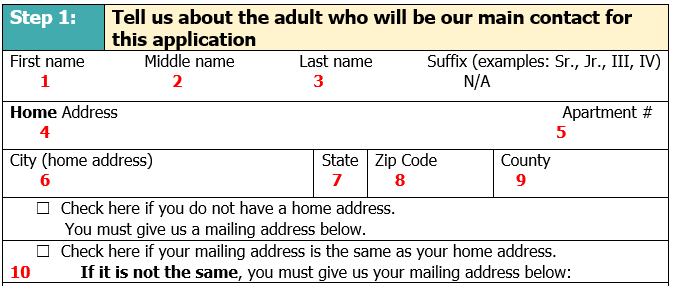 Step 1: Tell us about the adult who will be our main contact for
this application
First name Middle name Last name Suffix (examples: Sr., Jr., III, IV)
1 2 3 N/A
Home Address Apartment #
4 5
City (home address) State Zip Code County
6 7 8 9
☐ Check here if you do not have a home address.
You must give us a mailing address below.
☐ Check here if your mailing address is the same as your home address.
10 If it is not the same, you must give us your mailing address below: